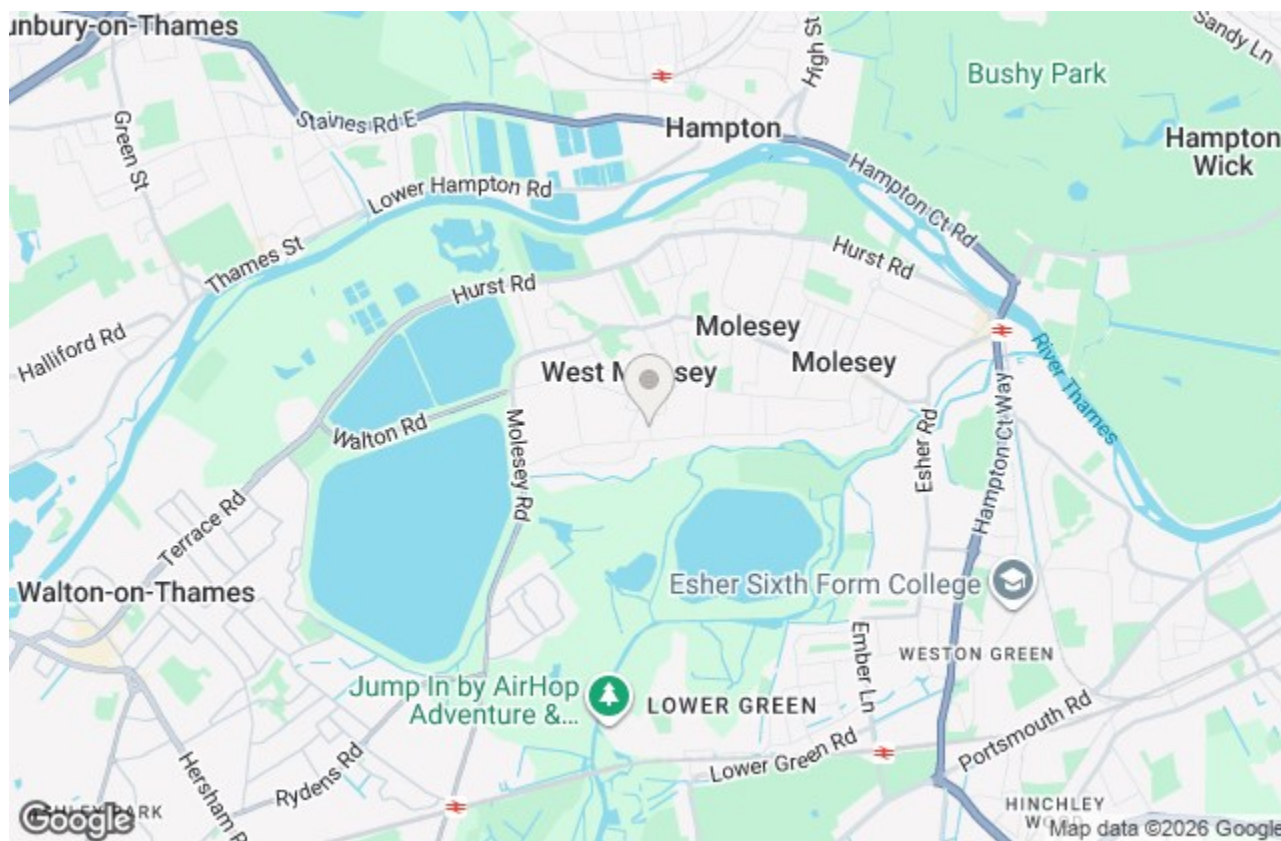 unbury-on-Thames
Sandy Ln
High St
Bushy Park
Green St
Staines Rd E
Hampton
Hampton
Wick
Lower Hampton Rd
Hampton Ct Rd
Thames St
Hurst Rd
Hurst Rd
Halliford Rd
Molesey
Molesey
West M
sey
River Thames
Walton Rd
Molesey Rd
Hampton Ct Way
Esher Rd
Terrace Rd
Walton-on-Thames
Esher Sixth Form College
Ember Ln
WESTON GREEN
Jump In by AirHop
Adventure &...
LOWER GREEN
Portsmouth Rd
Lower Green Rd
Rydens Rd
Hersham R
PARK
HINCHLEY
Google
Map data ©2026 Google